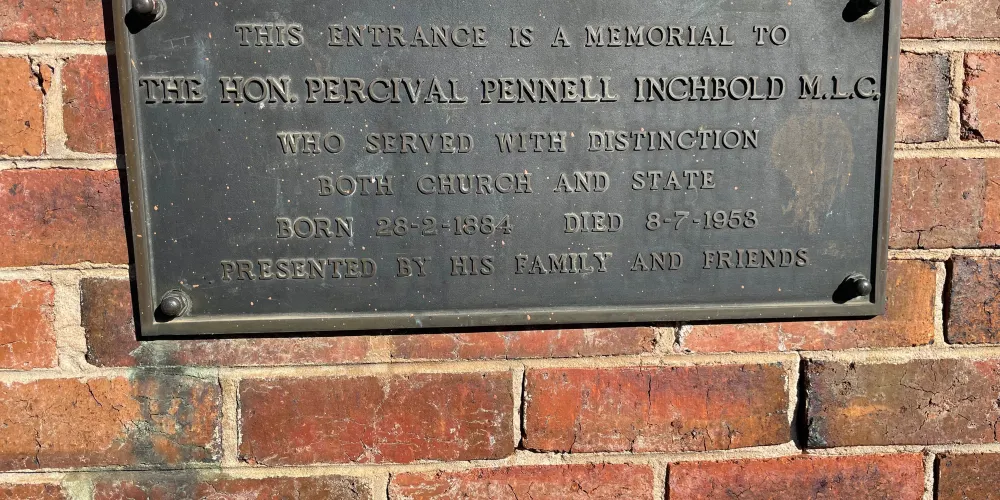 THIS ENTRANCE IS A MEMORIAL TO
THE HON. PERCIVAL PENNELL INCHBOLD M.L.C.
WHO SERVED WITH DISTINCTION
BOTH CHURCH AND STATE
BORN 28-2-1884 DIED 8-7-1953
PRESENTED BY HIS FAMILY AND FRIENDS